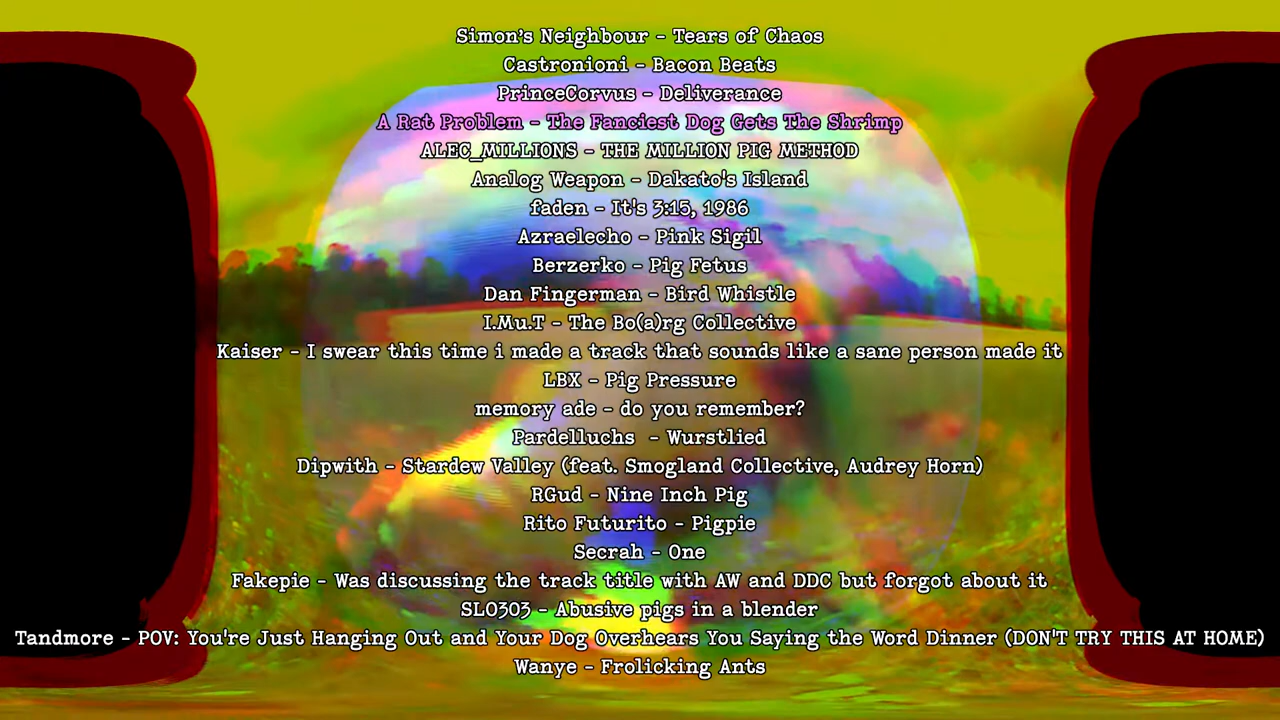 Simon's Neighbour - Tears of Chaos
Castronioni - Bacon Beats
PrinceCorvus - Deliverance
A Rat Problem - The Fanciest Dog Gets The Shrimp
ALEC_MILLIONS - THE MILLION PIG METHOD
Analog Weapon - Dakato's Island
faden - It's 3:15, 1986
Azraelecho - Pink Sigil
Berzerko - Pig Fetus
Dan Fingerman - Bird Whistle
I.Mu.T - The Bo(a)rg Collective
Kaiser - I swear this time i made a track that sounds like a sane person made it
LBX - Pig Pressure
memory ade - do you remember?
Pardelluchs  - Wurstlied
Dipwith - Stardew Valley (feat. Smogland Collective, Audrey Horn)
RGud - Nine Inch Pig
Rito Futurito - Pigpie
Secrah - One
Fakepie - Was discussing the track title with AW and DDC but forgot about it
SLO303 - Abusive pigs in a blender
Tandmore - POV: You're Just Hanging Out and Your Dog Overhears You Saying the Word Dinner (DON'T TRY THIS AT HOME)
Wanye - Frolicking Ants